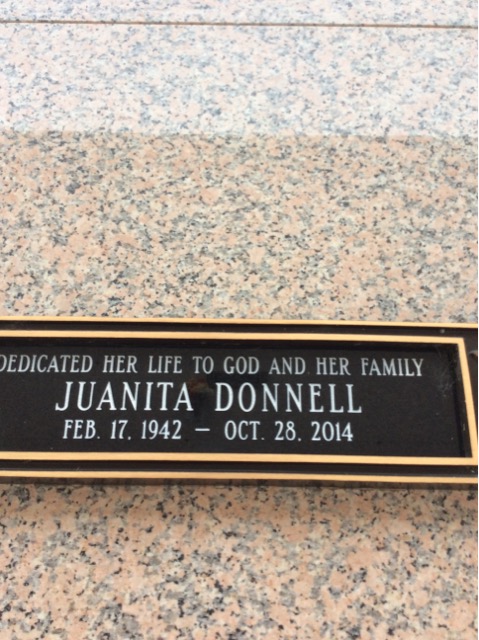 DEDICATED HER LIFE TO GOD AND HER FAMILY
JUANITA DONNELL
FEB. 17, 1942 — OCT. 28, 2014